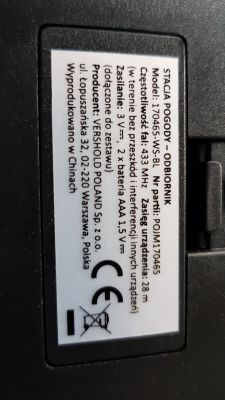 STACJA POGODY - ODBIORNIK
Model: 170465-WS-BL Nr partii: POJM170465
Częstotliwość fal: 433 MHz Zasięg urządzenia: 28 m
(w terenie bez przeszkód i interferencji innych urządzeń)
Zasilanie: 3 V⎓, 2 x bateria AAA 1,5 V⎓
(dołączone do zestawu)
Producent: VERSHOLD POLAND Sp. z o.o.
ul. Łopuszańska 32, 02-220 Warszawa, Polska
Wyprodukowano w Chinach
CE